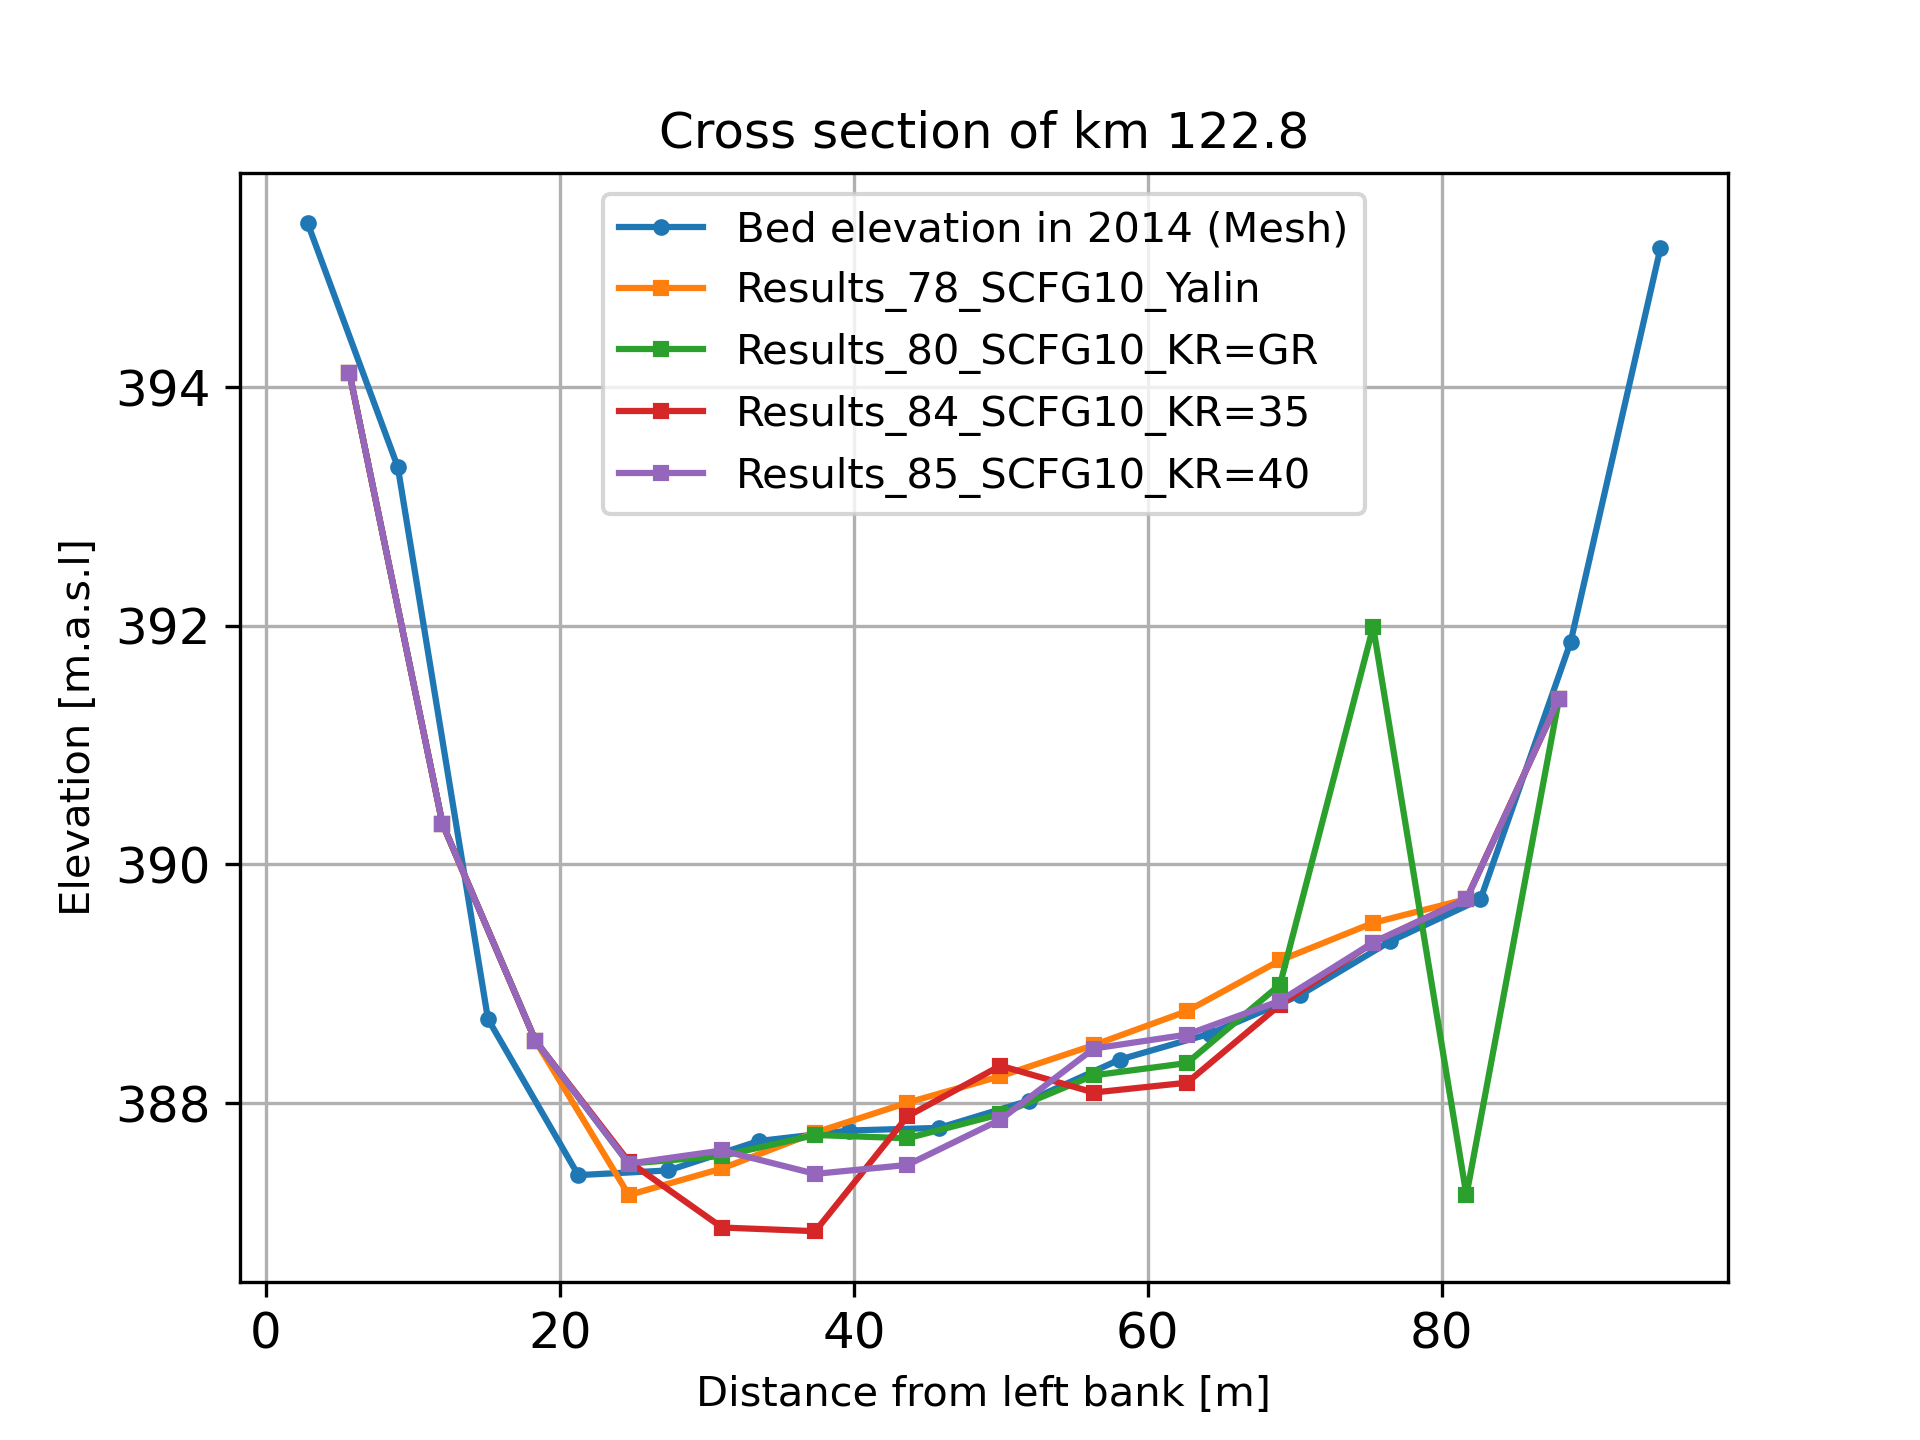 Cross section of km 122.8
Bed elevation in 2014 (Mesh)
Results_78_SCFG10_Yalin
Results_80_SCFG10_KR=GR
Results_84_SCFG10_KR=35
Results_85_SCFG10_KR=40
Elevation [m.a.s.l]
394
392
390
388
0 20 40 60 80
Distance from left bank [m]